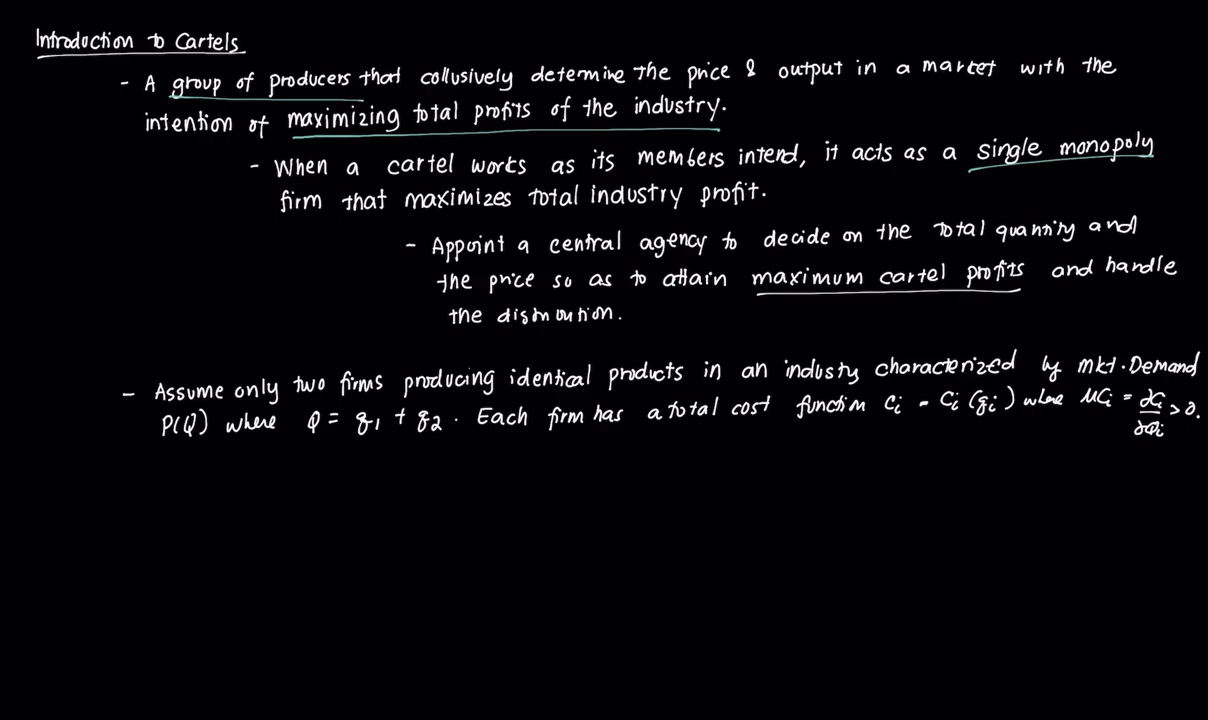 Introduction to Cartels
- A group of producers that collusively determine the price & output in a market with the
intention of maximizing total profits of the industry.
- When a cartel works as its members intend, it acts as a single monopoly
firm that maximizes total industry profit.
- Appoint a central agency to decide on the total quantity and
the price so as to attain maximum cartel profits and handle
the distribution.
- Assume only two firms producing identical products in an industy characterized by mkt. Demand
P(Q) where Q = q₁ + q₂. Each firm has a total cost function Ci = Ci(qi) where MCi = ∂Ci/∂Qi > 0.